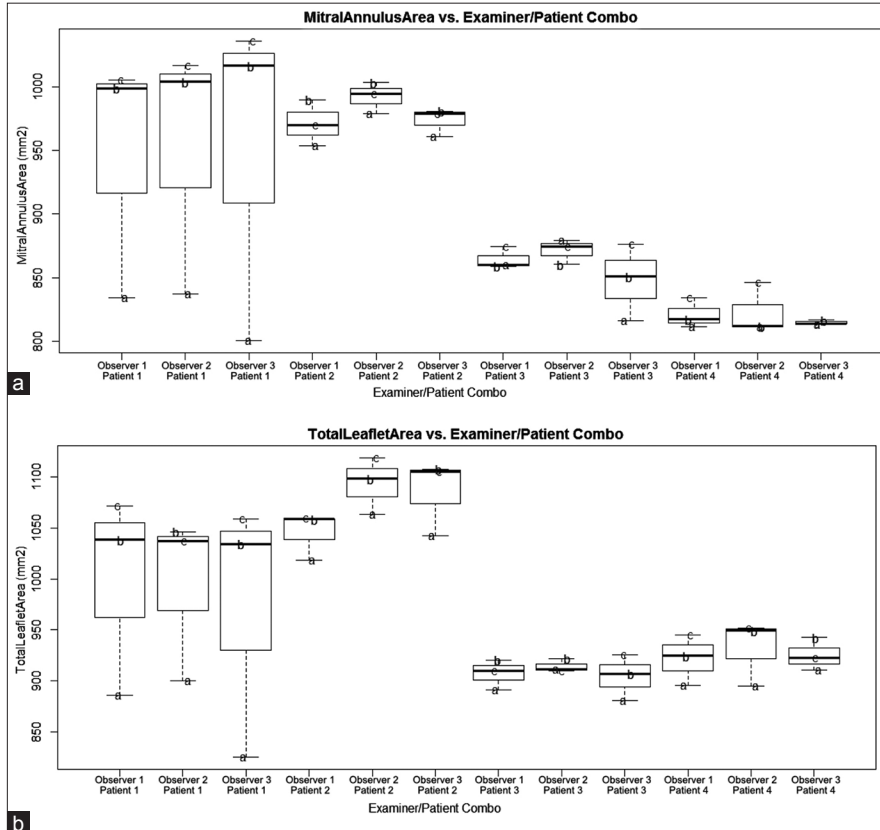 MitralAnnulusArea vs. Examiner/Patient Combo
MitralAnnulusArea (mm2)
1000
950
900
850
800
c b a
c b a
c b a
b c a
b c a
b c a
c a b
a c b
c b a
c b a
c b
b a
Observer 1 Observer 2 Observer 3 Observer 1 Observer 2 Observer 3 Observer 1 Observer 2 Observer 3 Observer 1 Observer 2 Observer 3
Patient 1 Patient 1 Patient 1 Patient 2 Patient 2 Patient 2 Patient 3 Patient 3 Patient 3 Patient 4 Patient 4 Patient 4
Examiner/Patient Combo
a
TotalLeafletArea vs. Examiner/Patient Combo
TotalLeafletArea (mm2)
1100
1050
1000
950
900
850
c b a
b c a
c b a
c b a
c b a
b c a
b c a
b a c
c b a
c b a
c b a
b c a
Observer 1 Observer 2 Observer 3 Observer 1 Observer 2 Observer 3 Observer 1 Observer 2 Observer 3 Observer 1 Observer 2 Observer 3
Patient 1 Patient 1 Patient 1 Patient 2 Patient 2 Patient 2 Patient 3 Patient 3 Patient 3 Patient 4 Patient 4 Patient 4
Examiner/Patient Combo
b